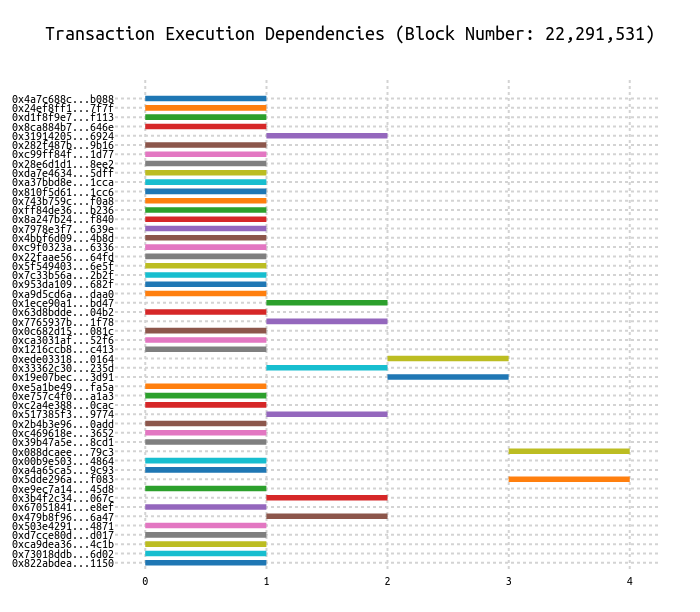 Transaction Execution Dependencies (Block Number: 22,291,531)
0x4a7c688c...b088
0x24ef8ff1...7f7f
0xd1f8f9e7...f113
0x8ca884b7...646e
0x31914205...6924
0x282f487b...9b16
0xc99ff84f...1d77
0x28e6d1d1...8ee2
0xda7e4634...5dff
0xa37bbd8e...1cca
0x810f5d61...1cc6
0x743b759c...f0a8
0xff84de36...b236
0x8a247b24...f840
0x7978e3f7...639e
0x4bbf6d09...4b8d
0xc9f0323a...6336
0x22faae56...64fd
0x5f549403...6e5f
0x7c33b56a...2b2f
0x953da109...682f
0xa9d5cd6a...daa0
0x1ece90a1...bd47
0x63d8bdde...04b2
0x7765937b...1f78
0x0c682d15...081c
0xca3031af...52f6
0x1216ccb8...c413
0xede03318...0164
0x33362c30...235d
0x19e07bec...3d91
0xe5a1be49...fa5a
0xe757c4f0...a1a3
0xc2a4e388...0cac
0x517385f3...9774
0x2b4b3e96...0add
0xc469618e...3652
0x39b47a5e...8cd1
0x088dcaee...79c3
0x00b9e503...4864
0xa4a65ca5...9c93
0x5dde296a...f083
0xe9ec7a14...45d8
0x3b4f2c34...067c
0x67051841...e8ef
0x479b8f96...6a47
0x503e4291...4871
0xd7cce80d...d017
0xca9dea36...4c1b
0x73018ddb...6d02
0x822abdea...1150
0 1 2 3 4